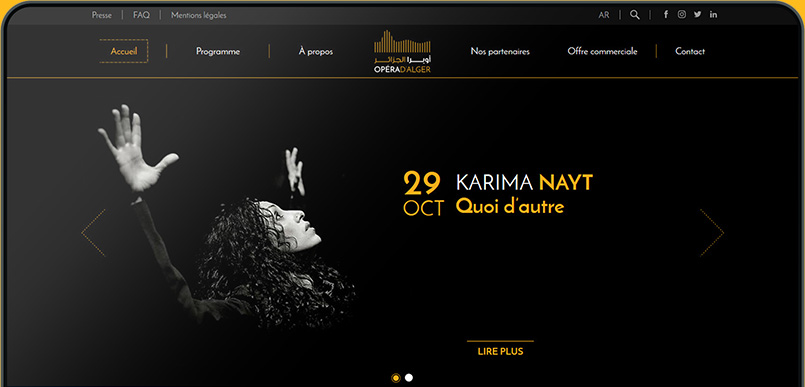 Presse
FAQ
Mentions légales
AR
Accueil
Programme
À propos
أوبرا الجزائر
OPÉRA D'ALGER
Nos partenaires
Offre commerciale
Contact
29
OCT
KARIMA NAYT
Quoi d'autre
LIRE PLUS